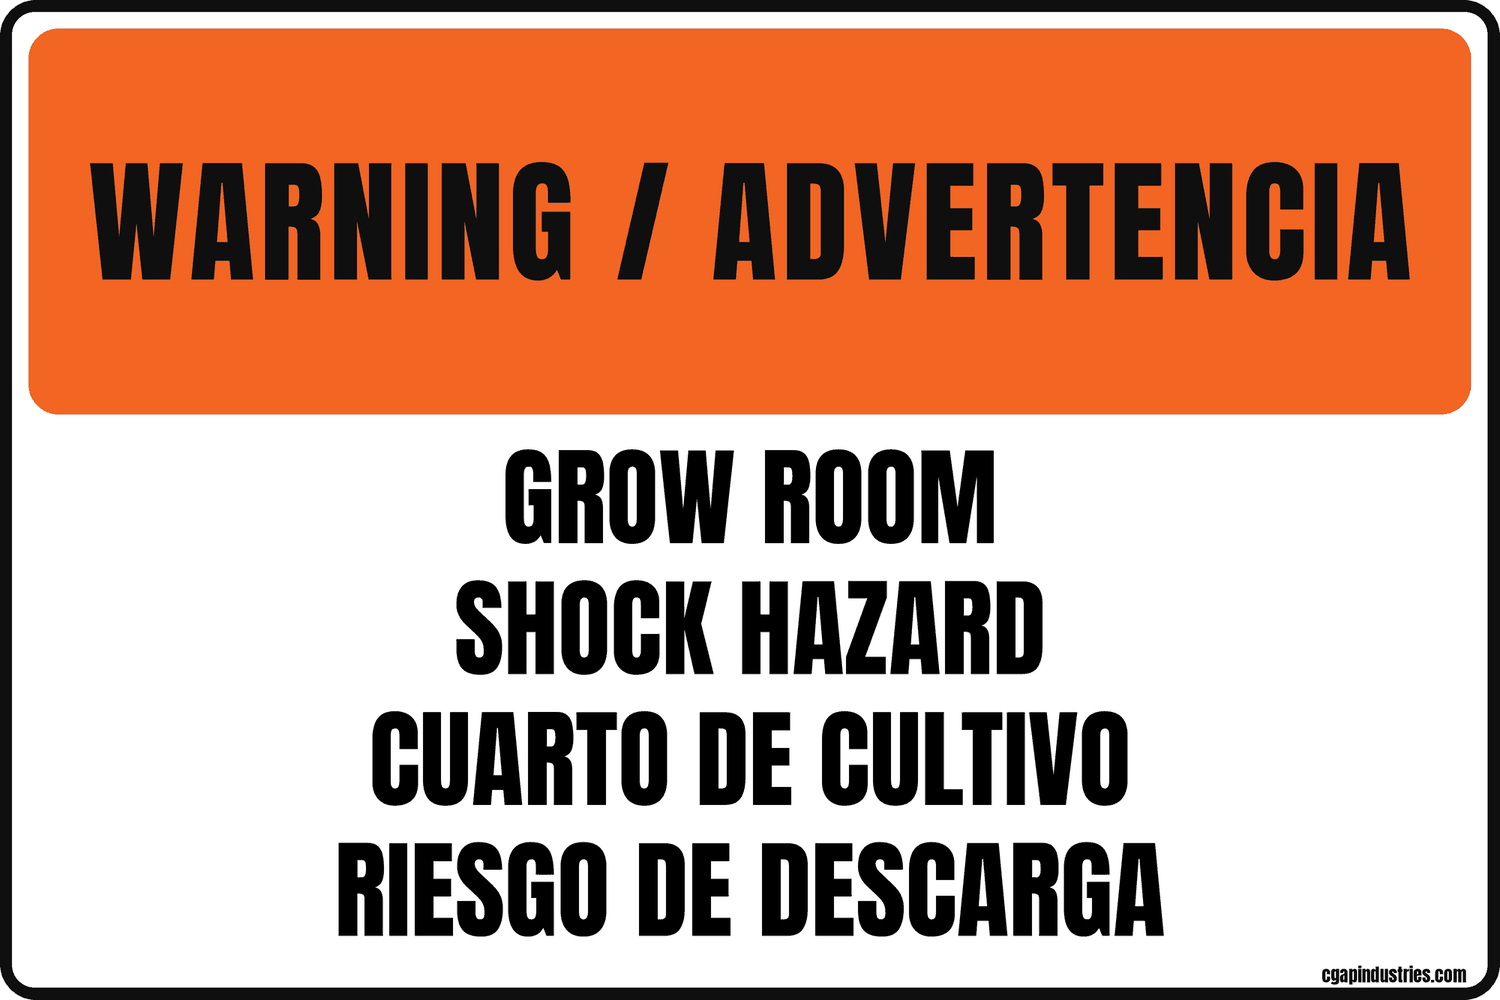 WARNING / ADVERTENCIA
GROW ROOM
SHOCK HAZARD
CUARTO DE CULTIVO
RIESGO DE DESCARGA
cgapindustries.com